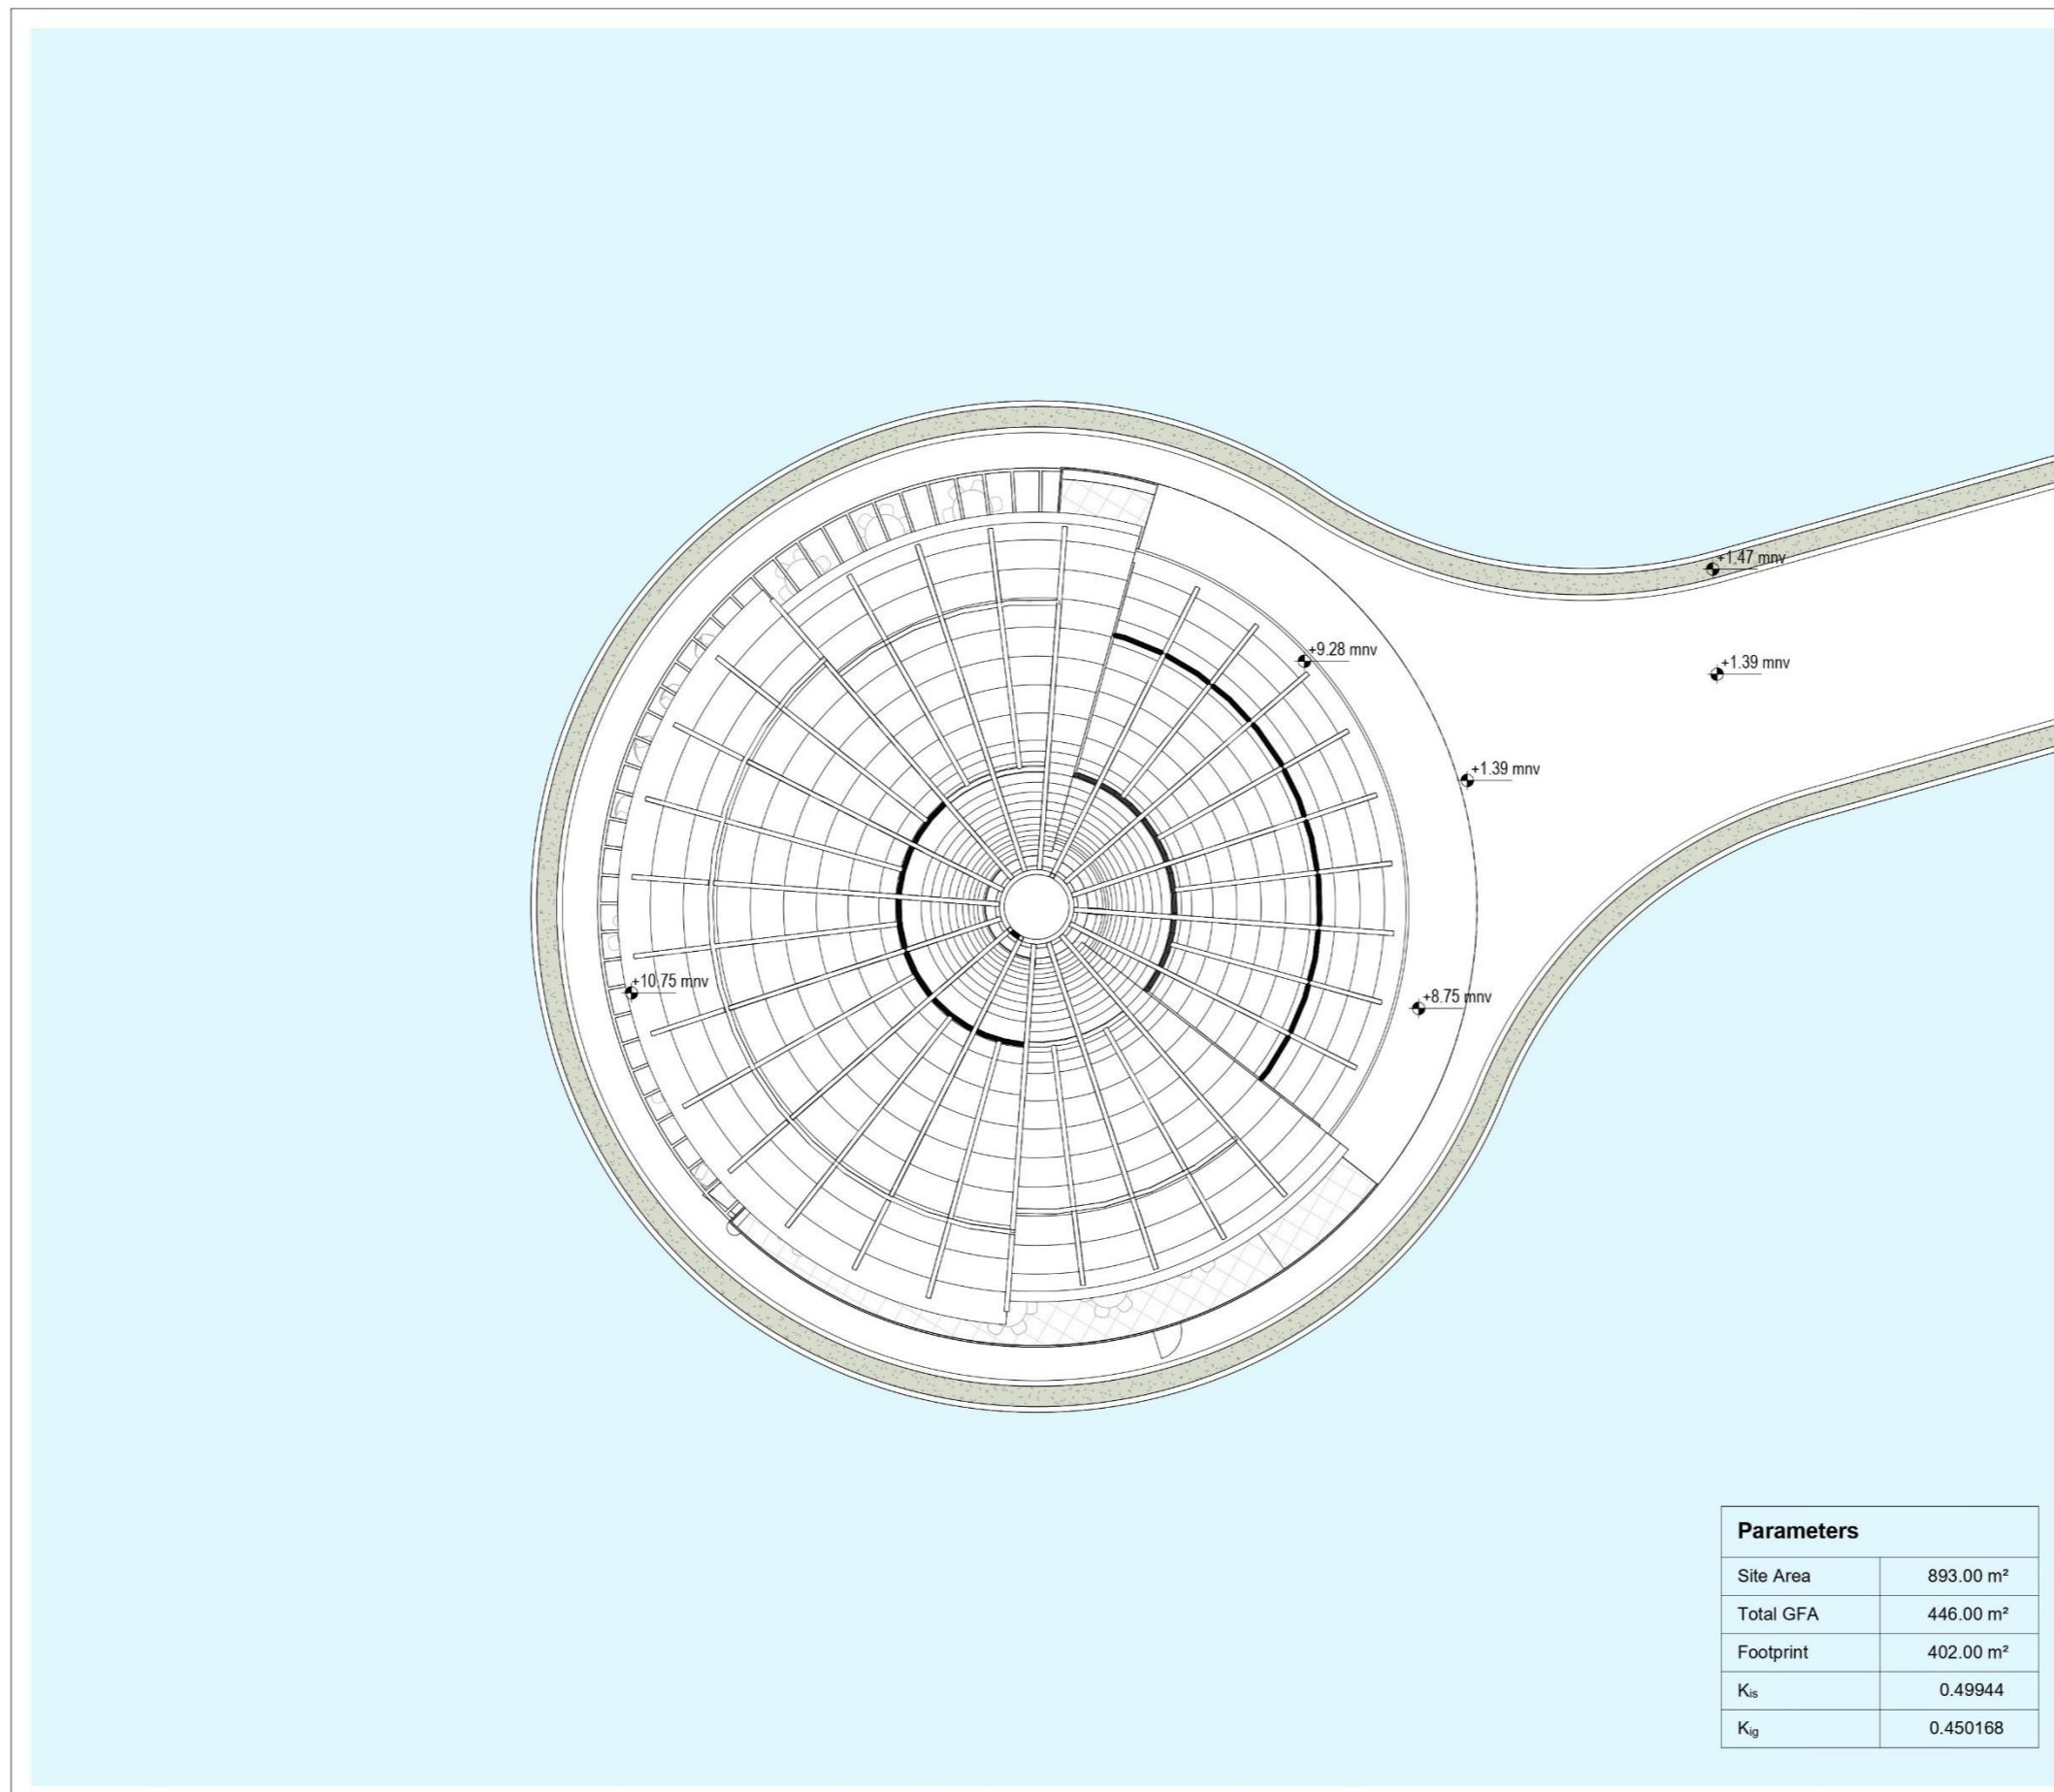 +1.47 mnv
+9.28 mnv
+1.39 mnv
+1.39 mnv
+10.75 mnv
+8.75 mnv
Parameters
Site Area 893.00 m²
Total GFA 446.00 m²
Footprint 402.00 m²
Kis 0.49944
Kig 0.450168